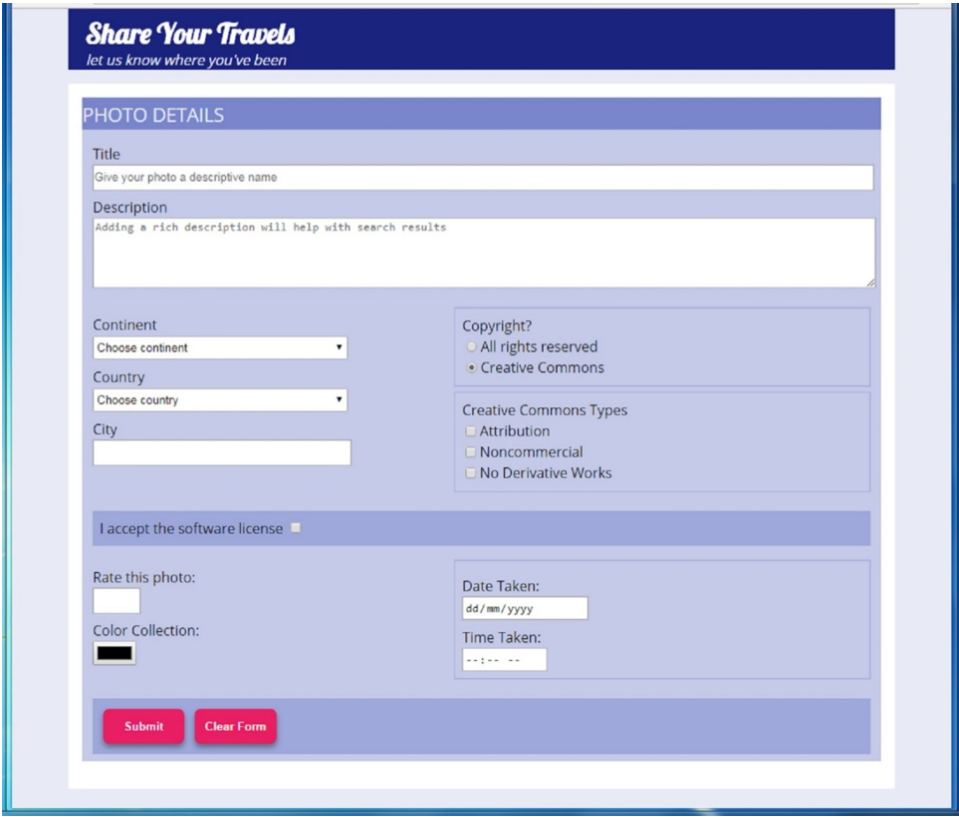 Share Your Travels
let us know where you've been
PHOTO DETAILS
Title
Give your photo a descriptive name
Description
Adding a rich description will help with search results
Continent
Choose continent
Country
Choose country
City
Copyright?
All rights reserved
Creative Commons
Creative Commons Types
Attribution
Noncommercial
No Derivative Works
I accept the software license
Rate this photo:
Color Collection:
Date Taken:
dd/mm/yyyy
Time Taken:
--:-- --
Submit
Clear Form